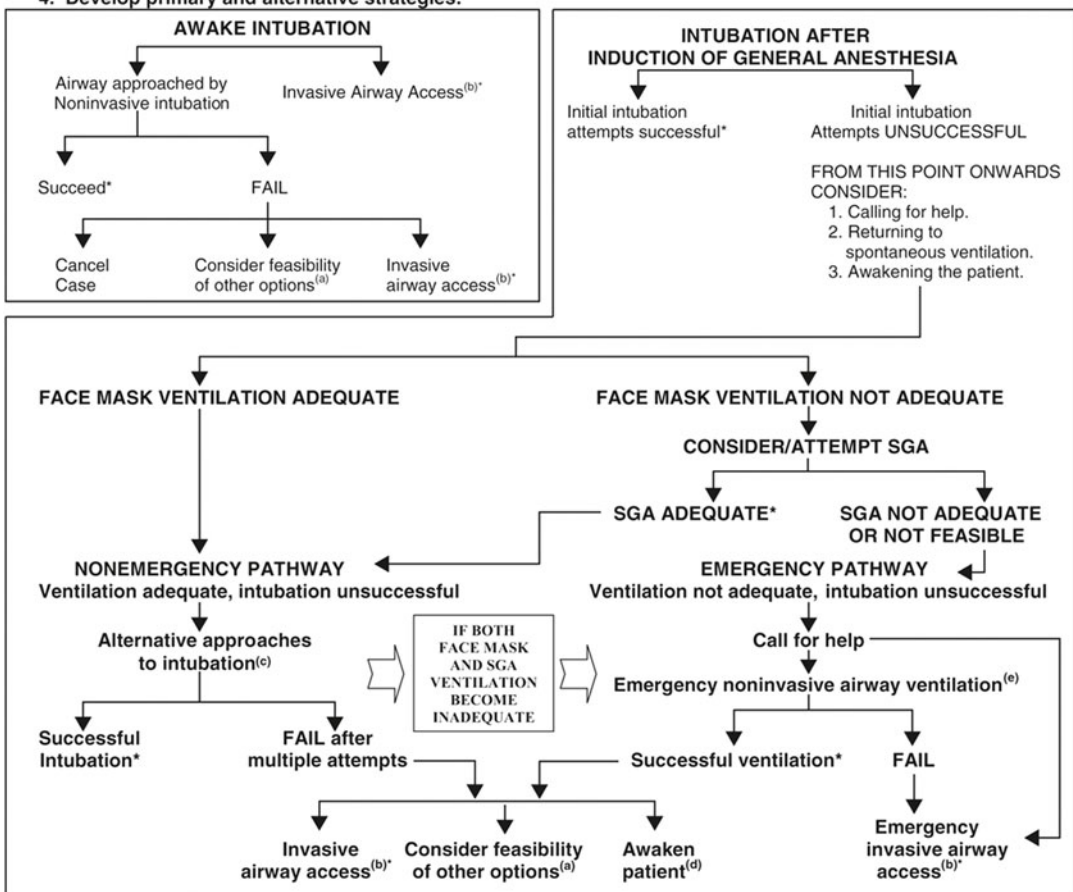 4. Develop primary and alternative strategies:
AWAKE INTUBATION
Airway approached by
Noninvasive intubation
Invasive Airway Access(b)*
Succeed*
FAIL
Cancel
Case
Consider feasibility
of other options(a)
Invasive
airway access(b)*
INTUBATION AFTER
INDUCTION OF GENERAL ANESTHESIA
Initial intubation
attempts successful*
Initial intubation
Attempts UNSUCCESSFUL
FROM THIS POINT ONWARDS
CONSIDER:
1. Calling for help.
2. Returning to
spontaneous ventilation.
3. Awakening the patient.
FACE MASK VENTILATION ADEQUATE
FACE MASK VENTILATION NOT ADEQUATE
CONSIDER/ATTEMPT SGA
SGA ADEQUATE*
SGA NOT ADEQUATE
OR NOT FEASIBLE
NONEMERGENCY PATHWAY
Ventilation adequate, intubation unsuccessful
EMERGENCY PATHWAY
Ventilation not adequate, intubation unsuccessful
Alternative approaches
to intubation(c)
IF BOTH
FACE MASK
AND SGA
VENTILATION
BECOME
INADEQUATE
Call for help
Emergency noninvasive airway ventilation(e)
Successful
Intubation*
FAIL after
multiple attempts
Successful ventilation*
FAIL
Invasive
airway access(b)*
Consider feasibility
of other options(a)
Awaken
patient(d)
Emergency
invasive airway
access(b)*